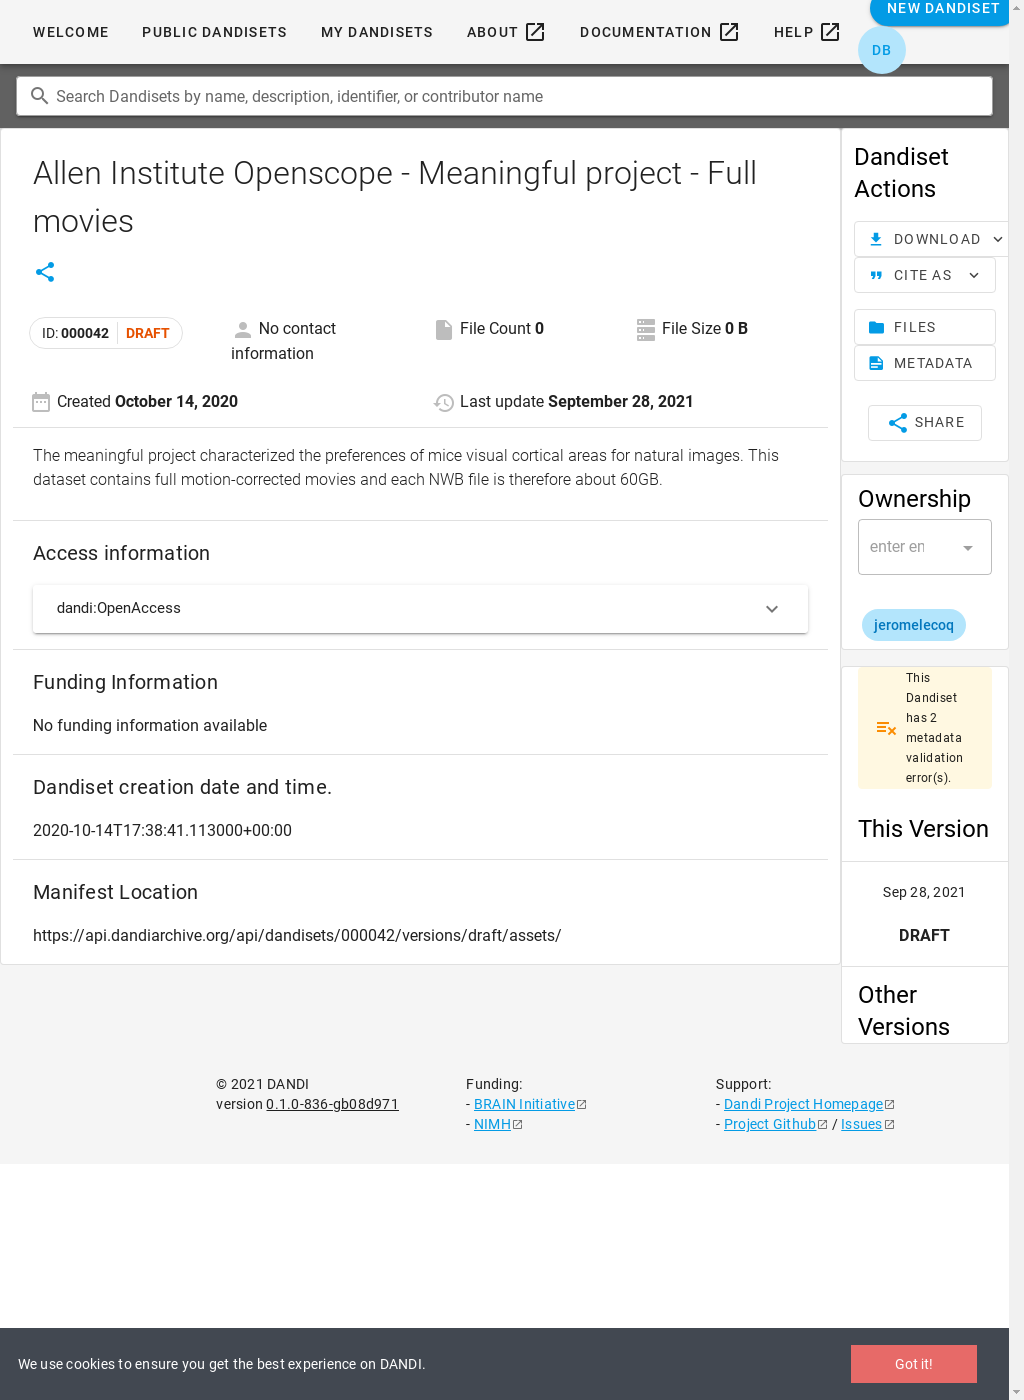 WELCOME
PUBLIC DANDISETS
MY DANDISETS
ABOUT
DOCUMENTATION
HELP
NEW DANDISET
DB
Search Dandisets by name, description, identifier, or contributor name
Allen Institute Openscope - Meaningful project - Full
movies
ID: 000042 DRAFT
No contact
information
File Count 0
File Size 0 B
Created October 14, 2020
Last update September 28, 2021
The meaningful project characterized the preferences of mice visual cortical areas for natural images. This
dataset contains full motion-corrected movies and each NWB file is therefore about 60GB.
Access information
dandi:OpenAccess
Funding Information
No funding information available
Dandiset creation date and time.
2020-10-14T17:38:41.113000+00:00
Manifest Location
https://api.dandiarchive.org/api/dandisets/000042/versions/draft/assets/
Dandiset
Actions
DOWNLOAD
CITE AS
FILES
METADATA
SHARE
Ownership
enter en
jeromelecoq
This
Dandiset
has 2
metadata
validation
error(s).
This Version
Sep 28, 2021
DRAFT
Other
Versions
© 2021 DANDI
version 0.1.0-836-gb08d971
Funding:
- BRAIN Initiative
- NIMH
Support:
- Dandi Project Homepage
- Project Github / Issues
We use cookies to ensure you get the best experience on DANDI.
Got it!